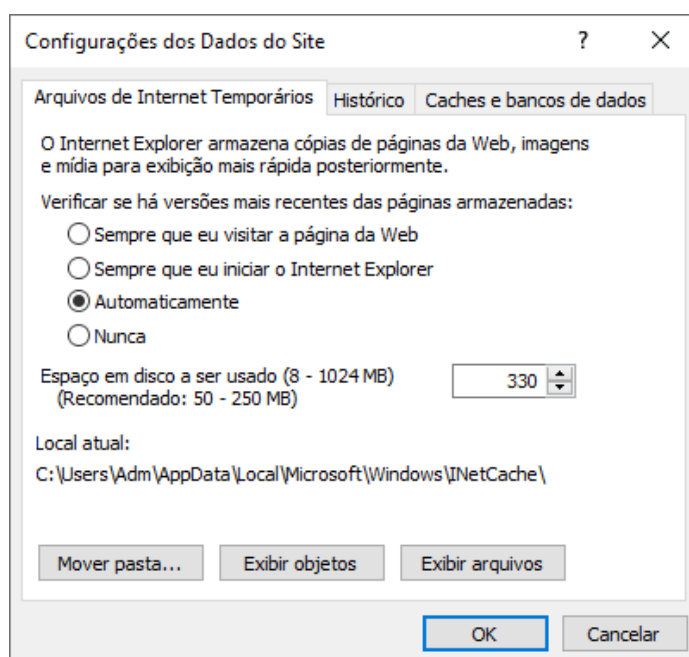 Configurações dos Dados do Site
?
Arquivos de Internet Temporários
Histórico
Caches e bancos de dados
O Internet Explorer armazena cópias de páginas da Web, imagens
e mídia para exibição mais rápida posteriormente.
Verificar se há versões mais recentes das páginas armazenadas:
Sempre que eu visitar a página da Web
Sempre que eu iniciar o Internet Explorer
Automaticamente
Nunca
Espaço em disco a ser usado (8 - 1024 MB)
330
(Recomendado: 50 - 250 MB)
Local atual:
C:\Users\Adm\AppData\Local\Microsoft\Windows\INetCache\
Mover pasta...
Exibir objetos
Exibir arquivos
OK
Cancelar